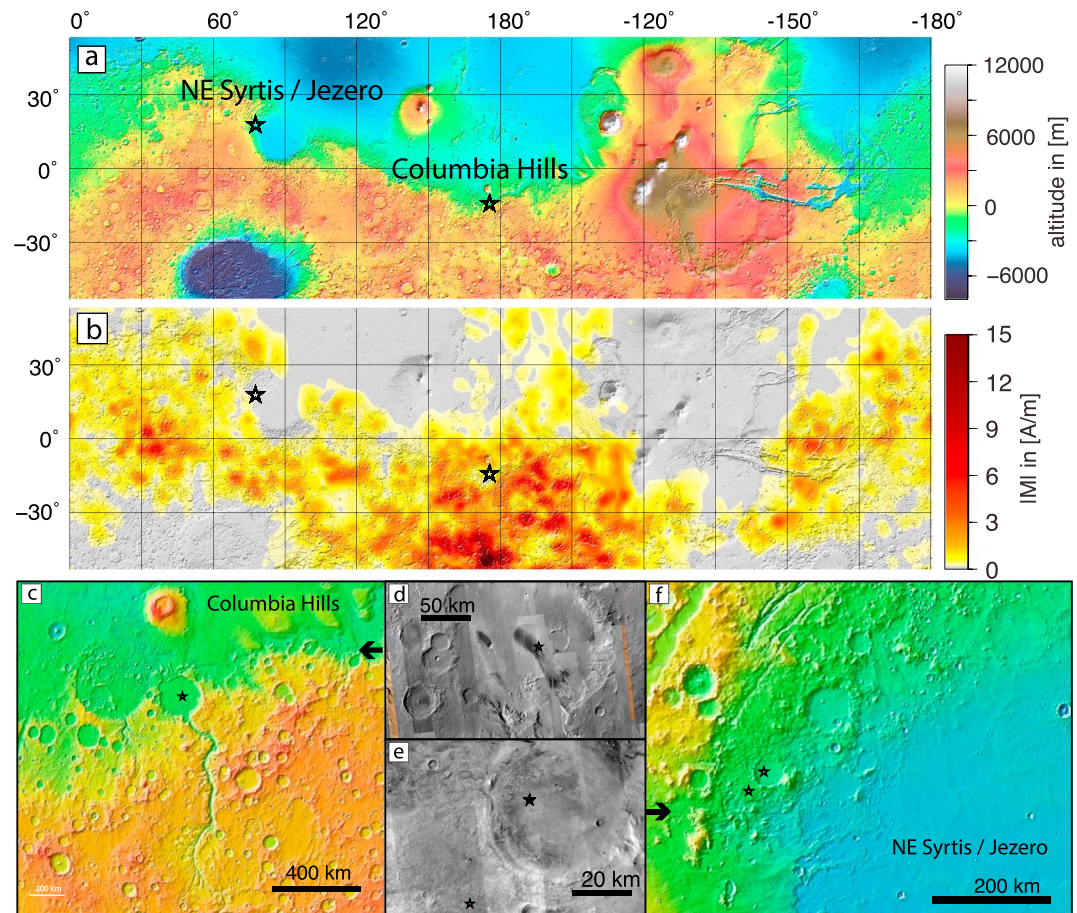 0° 60° 120° 180° -120° -150° -180°
a
30°
0°
−30°
NE Syrtis / Jezero
Columbia Hills
12000
6000
0
−6000
altitude in [m]
b
30°
0°
−30°
15
12
9
6
3
0
IMI in [A/m]
c
Columbia Hills
200 km
400 km
d
50 km
e
20 km
f
NE Syrtis / Jezero
200 km